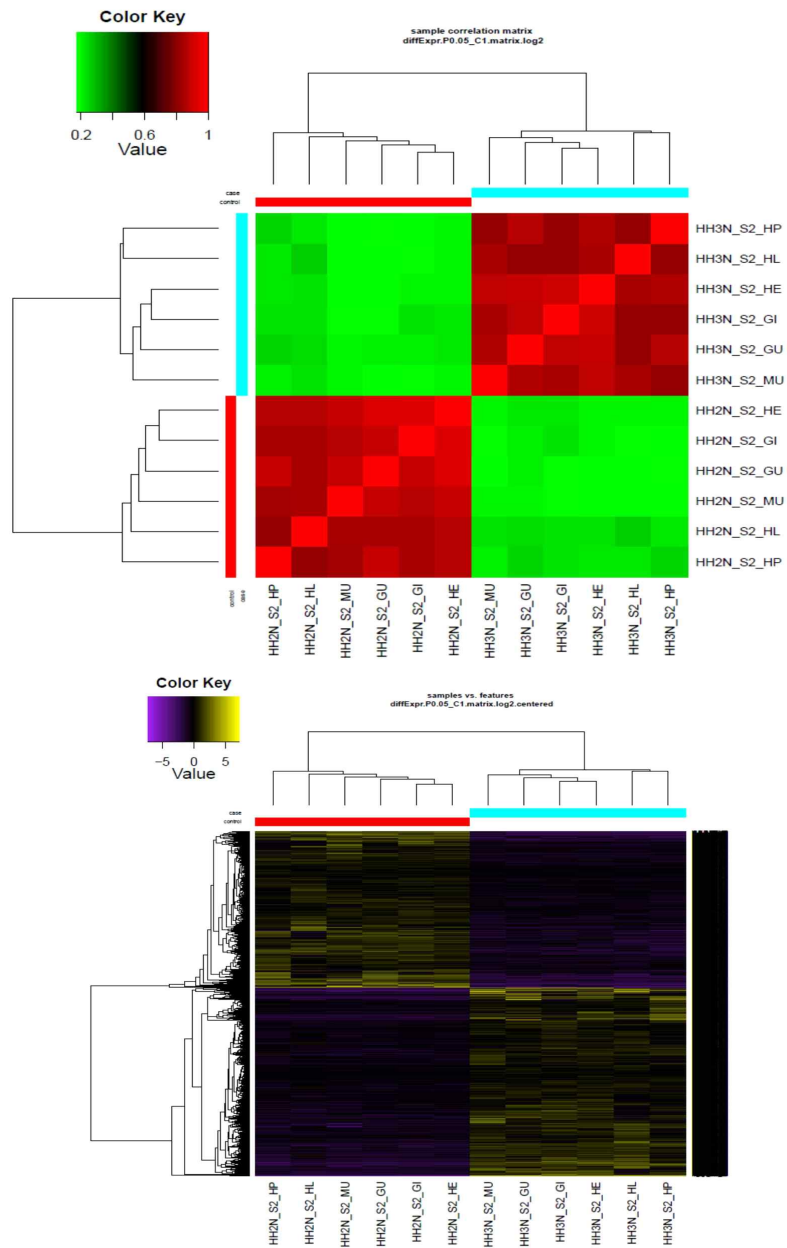 Color Key
sample correlation matrix
diffExpr.P0.05_C1.matrix.log2
0.2 0.6 1
Value
case
control
HH3N_S2_HP
HH3N_S2_HL
HH3N_S2_HE
HH3N_S2_GI
HH3N_S2_GU
HH3N_S2_MU
HH2N_S2_HE
HH2N_S2_GI
HH2N_S2_GU
HH2N_S2_MU
HH2N_S2_HL
HH2N_S2_HP
control
case
HH2N_S2_HP
HH2N_S2_HL
HH2N_S2_MU
HH2N_S2_GU
HH2N_S2_GI
HH2N_S2_HE
HH3N_S2_MU
HH3N_S2_GU
HH3N_S2_GI
HH3N_S2_HE
HH3N_S2_HL
HH3N_S2_HP
Color Key
samples vs. features
diffExpr.P0.05_C1.matrix.log2.centered
−5 0 5
Value
case
control
HH2N_S2_HP
HH2N_S2_HL
HH2N_S2_MU
HH2N_S2_GU
HH2N_S2_GI
HH2N_S2_HE
HH3N_S2_MU
HH3N_S2_GU
HH3N_S2_GI
HH3N_S2_HE
HH3N_S2_HL
HH3N_S2_HP